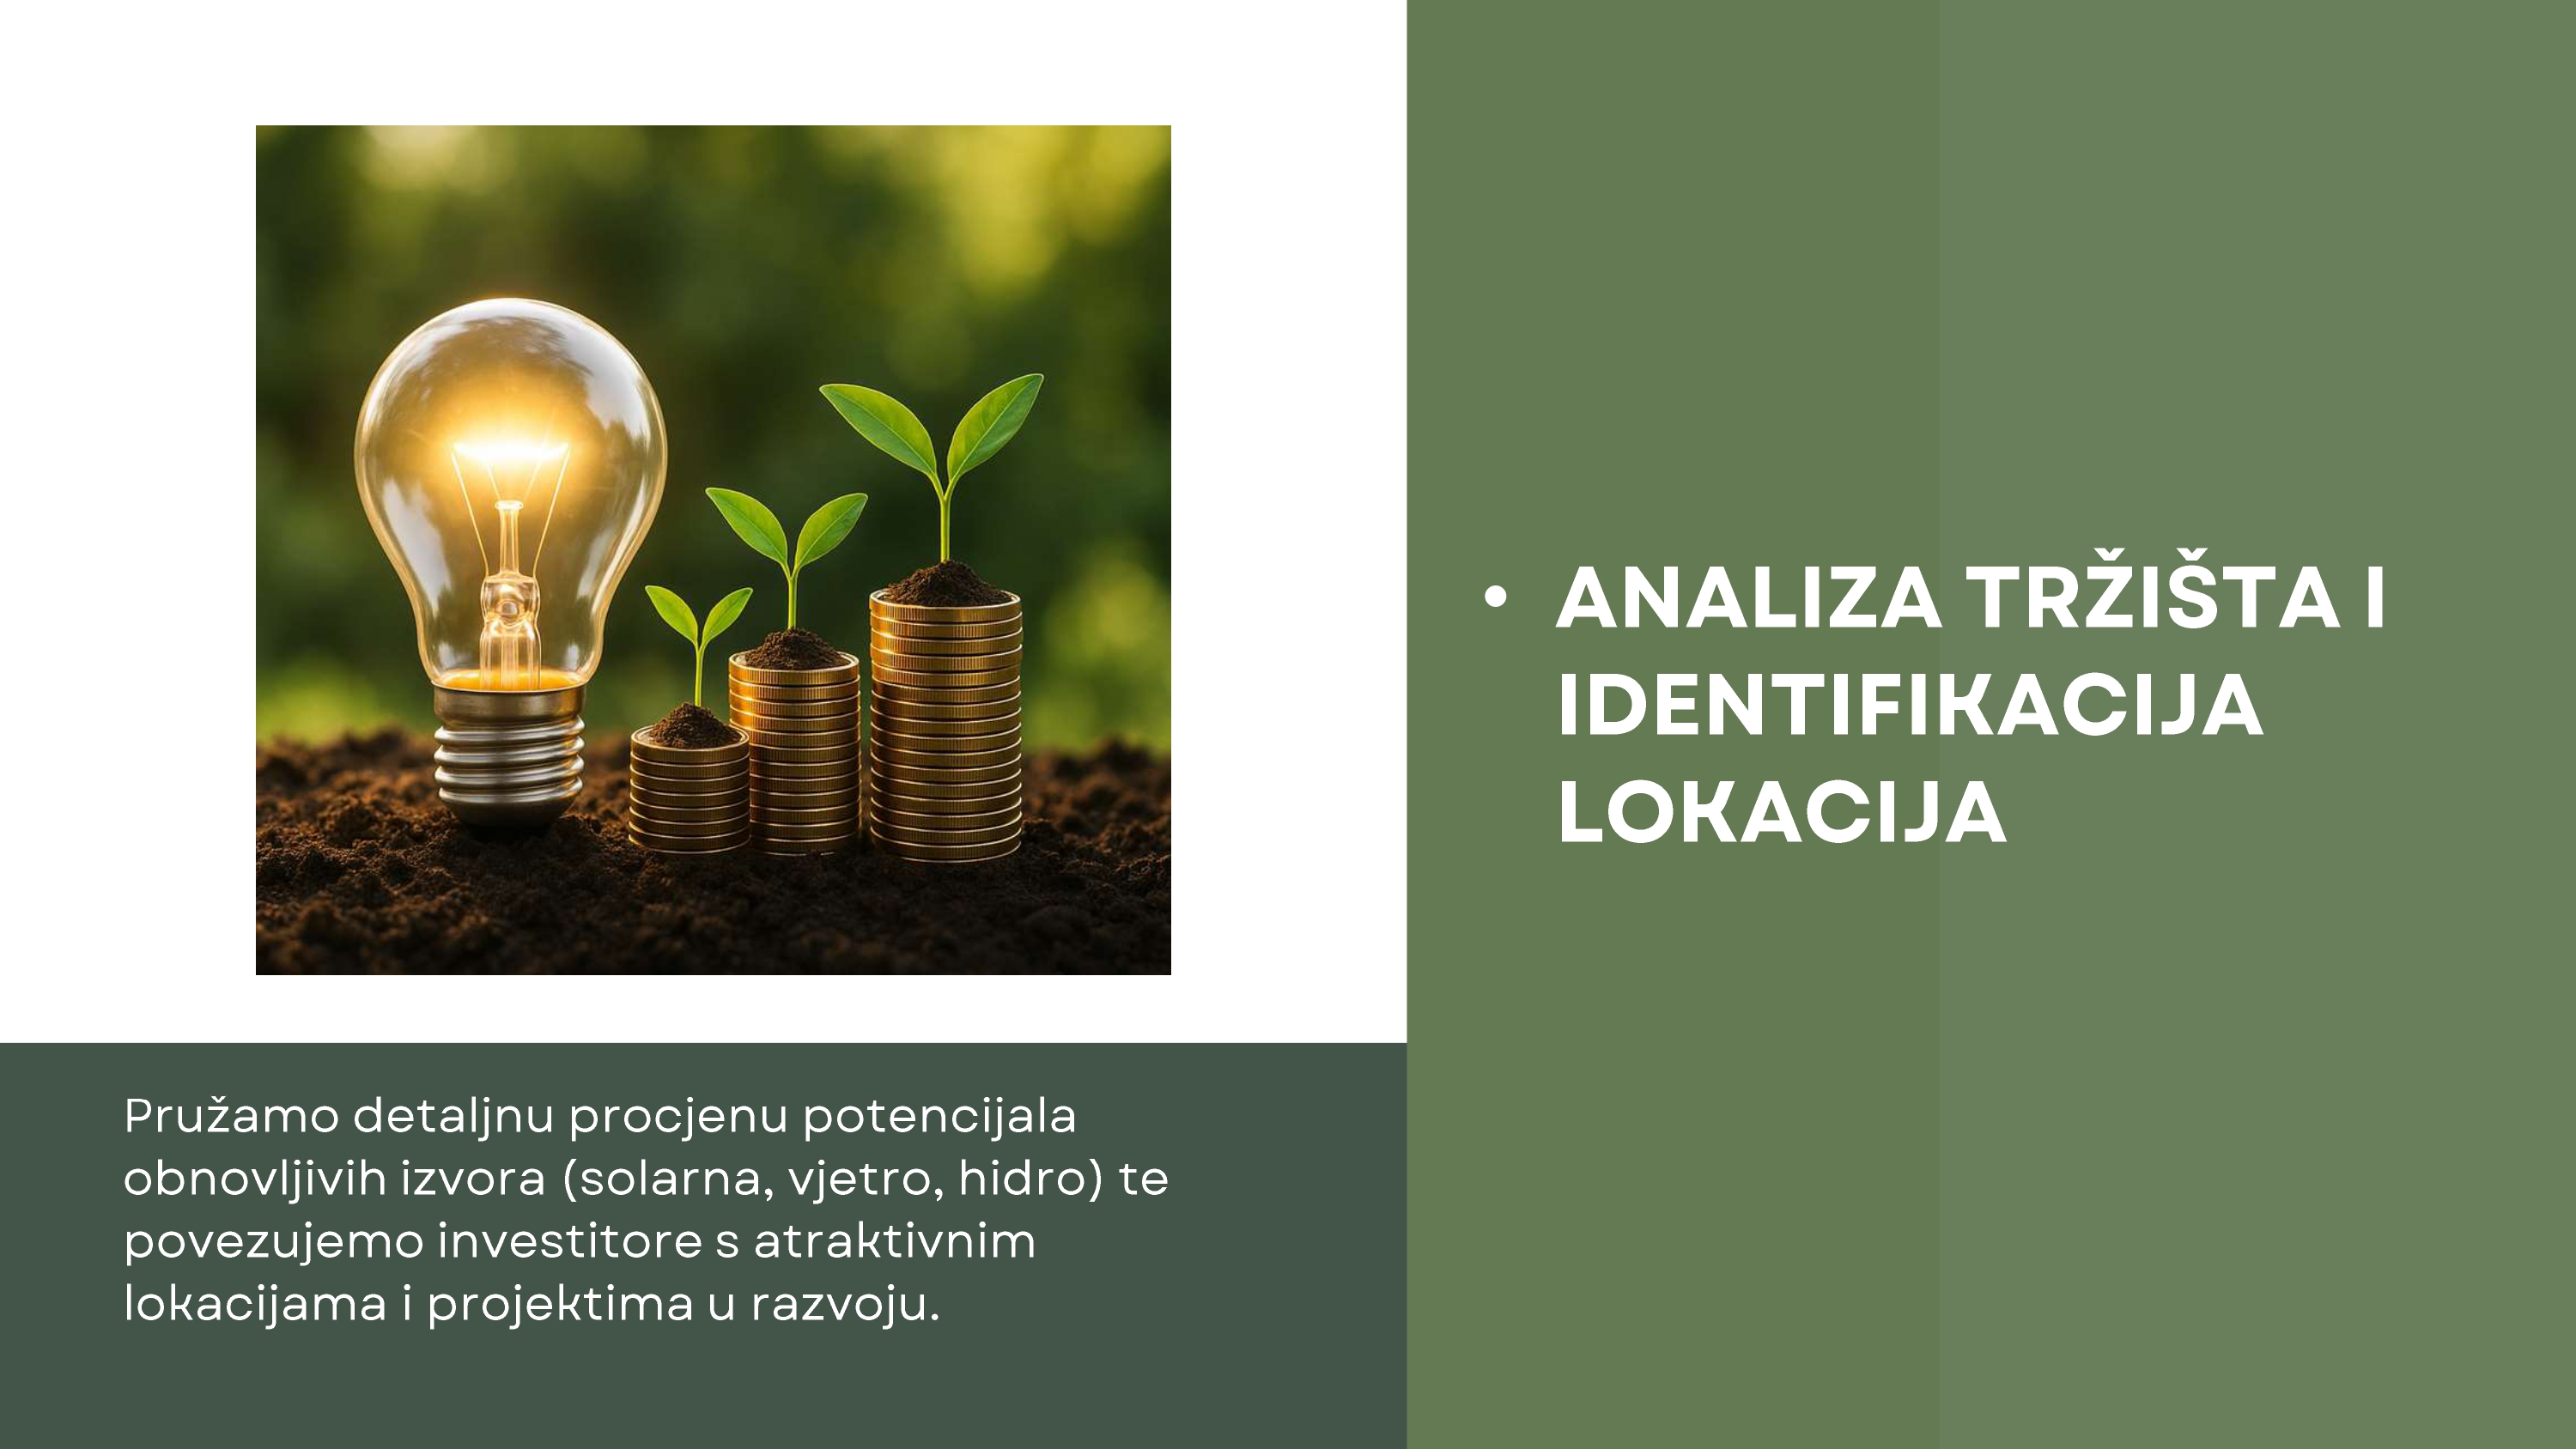 • ANALIZA TRŽIŠTA I
IDENTIFIKACIJA
LOKACIJA
Pružamo detaljnu procjenu potencijala
obnovljivih izvora (solarna, vjetro, hidro) te
povezujemo investitore s atraktivnim
lokacijama i projektima u razvoju.